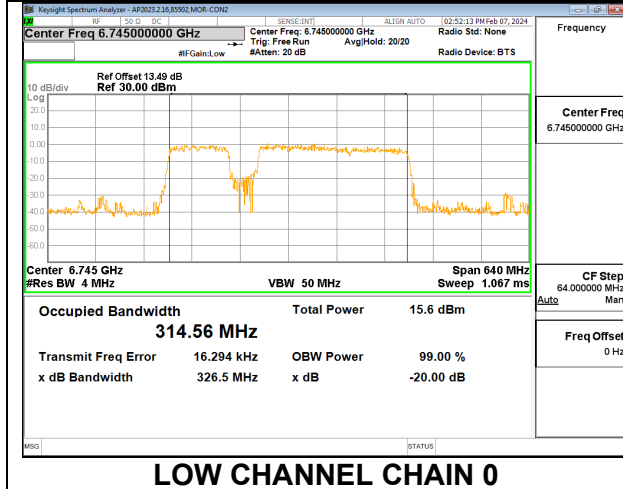 Keysight Spectrum Analyzer - AP2023.2.16,85502,MOR-CON2
LXI RF 50 Ω DC SENSE:INT ALIGN AUTO 02:52:13 PM Feb 07, 2024
Center Freq 6.745000000 GHz
Center Freq: 6.745000000 GHz
Radio Std: None
Trig: Free Run Avg|Hold: 20/20
#IFGain:Low #Atten: 20 dB Radio Device: BTS
Frequency
Ref Offset 13.49 dB
10 dB/div Ref 30.00 dBm
Log
20.0
10.0
0.00
-10.0
-20.0
-30.0
-40.0
-50.0
-60.0
Center 6.745 GHz Span 640 MHz
#Res BW 4 MHz VBW 50 MHz Sweep 1.067 ms
Center Freq
6.745000000 GHz
CF Step
64.000000 MHz
Auto Man
Freq Offset
0 Hz
Occupied Bandwidth Total Power 15.6 dBm
314.56 MHz
Transmit Freq Error 16.294 kHz OBW Power 99.00 %
x dB Bandwidth 326.5 MHz x dB -20.00 dB
MSG STATUS
LOW CHANNEL CHAIN 0